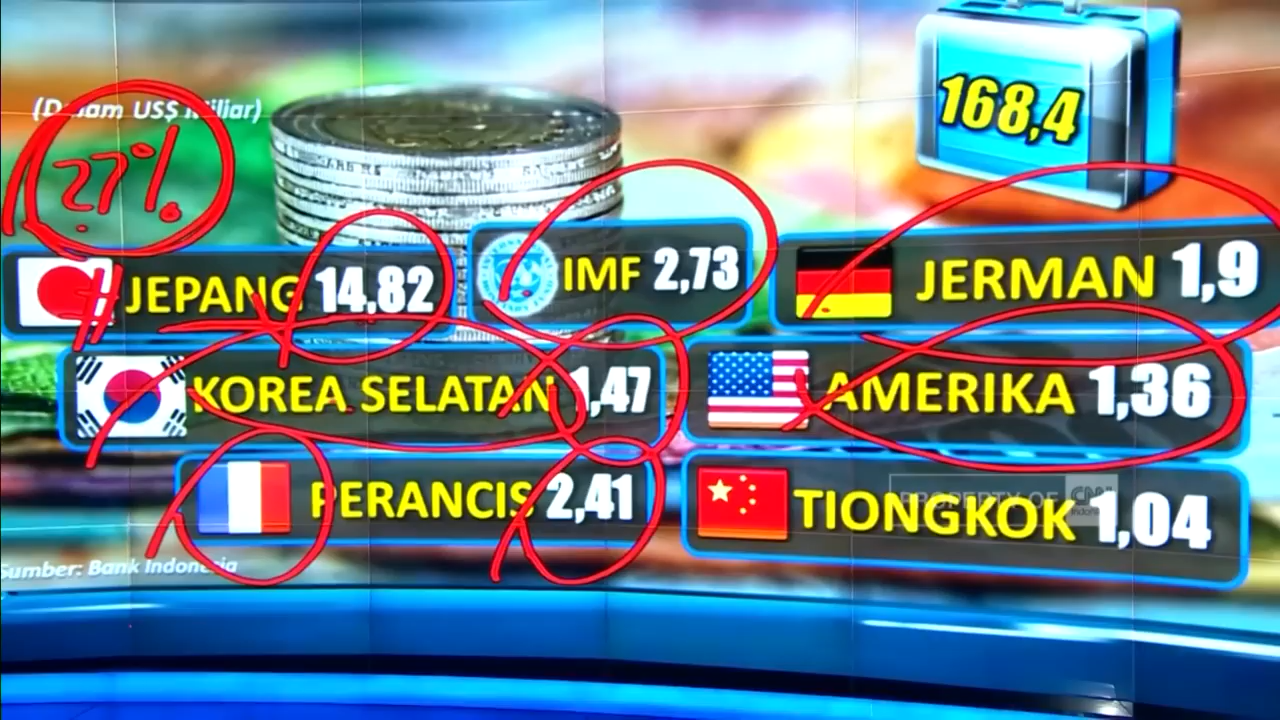 (Dalam US$ Miliar)
168,4
27%
JEPANG 14,82
IMF 2,73
JERMAN 1,9
KOREA SELATAN 1,47
AMERIKA 1,36
PERANCIS 2,41
TIONGKOK 1,04
PROPERTY OF CNN Indonesia
Sumber: Bank Indonesia